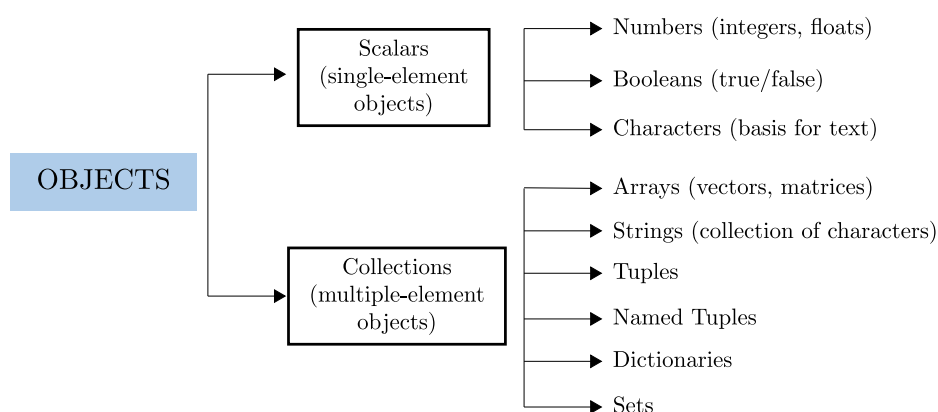 OBJECTS
Scalars
(single-element
objects)
Numbers (integers, floats)
Booleans (true/false)
Characters (basis for text)
Collections
(multiple-element
objects)
Arrays (vectors, matrices)
Strings (collection of characters)
Tuples
Named Tuples
Dictionaries
Sets